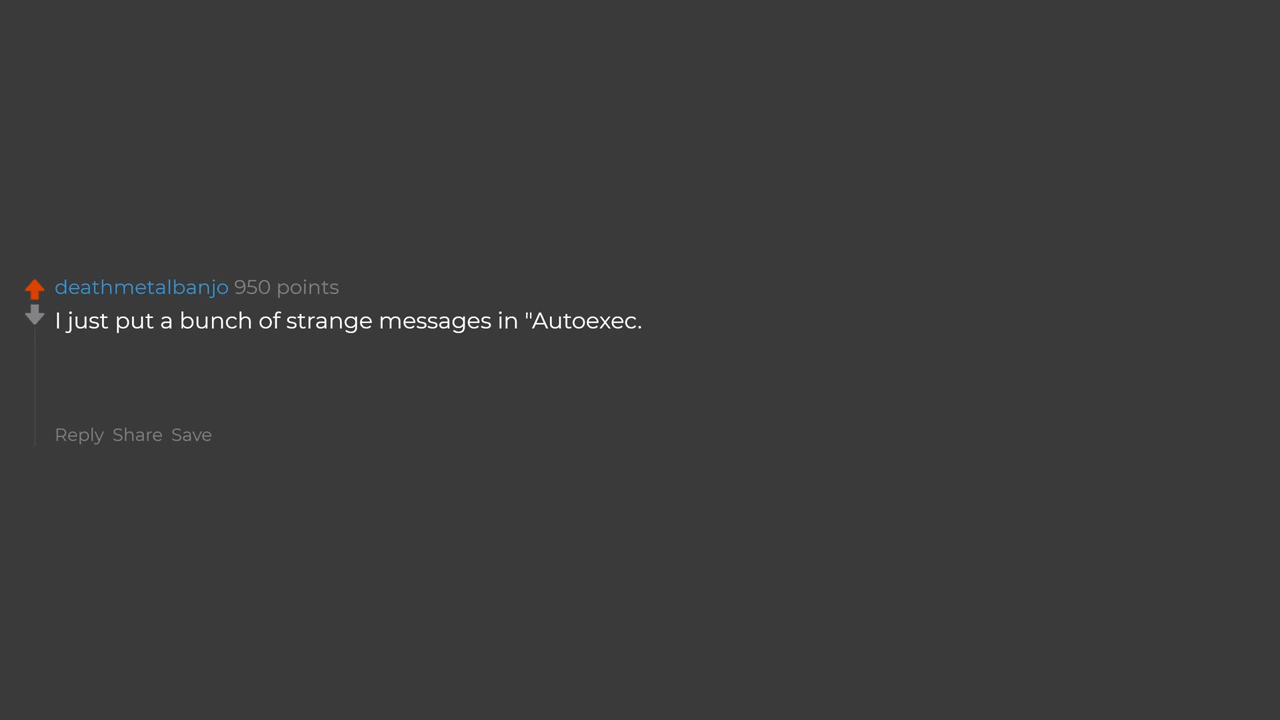 deathmetalbanjo 950 points
I just put a bunch of strange messages in "Autoexec.
Reply Share Save